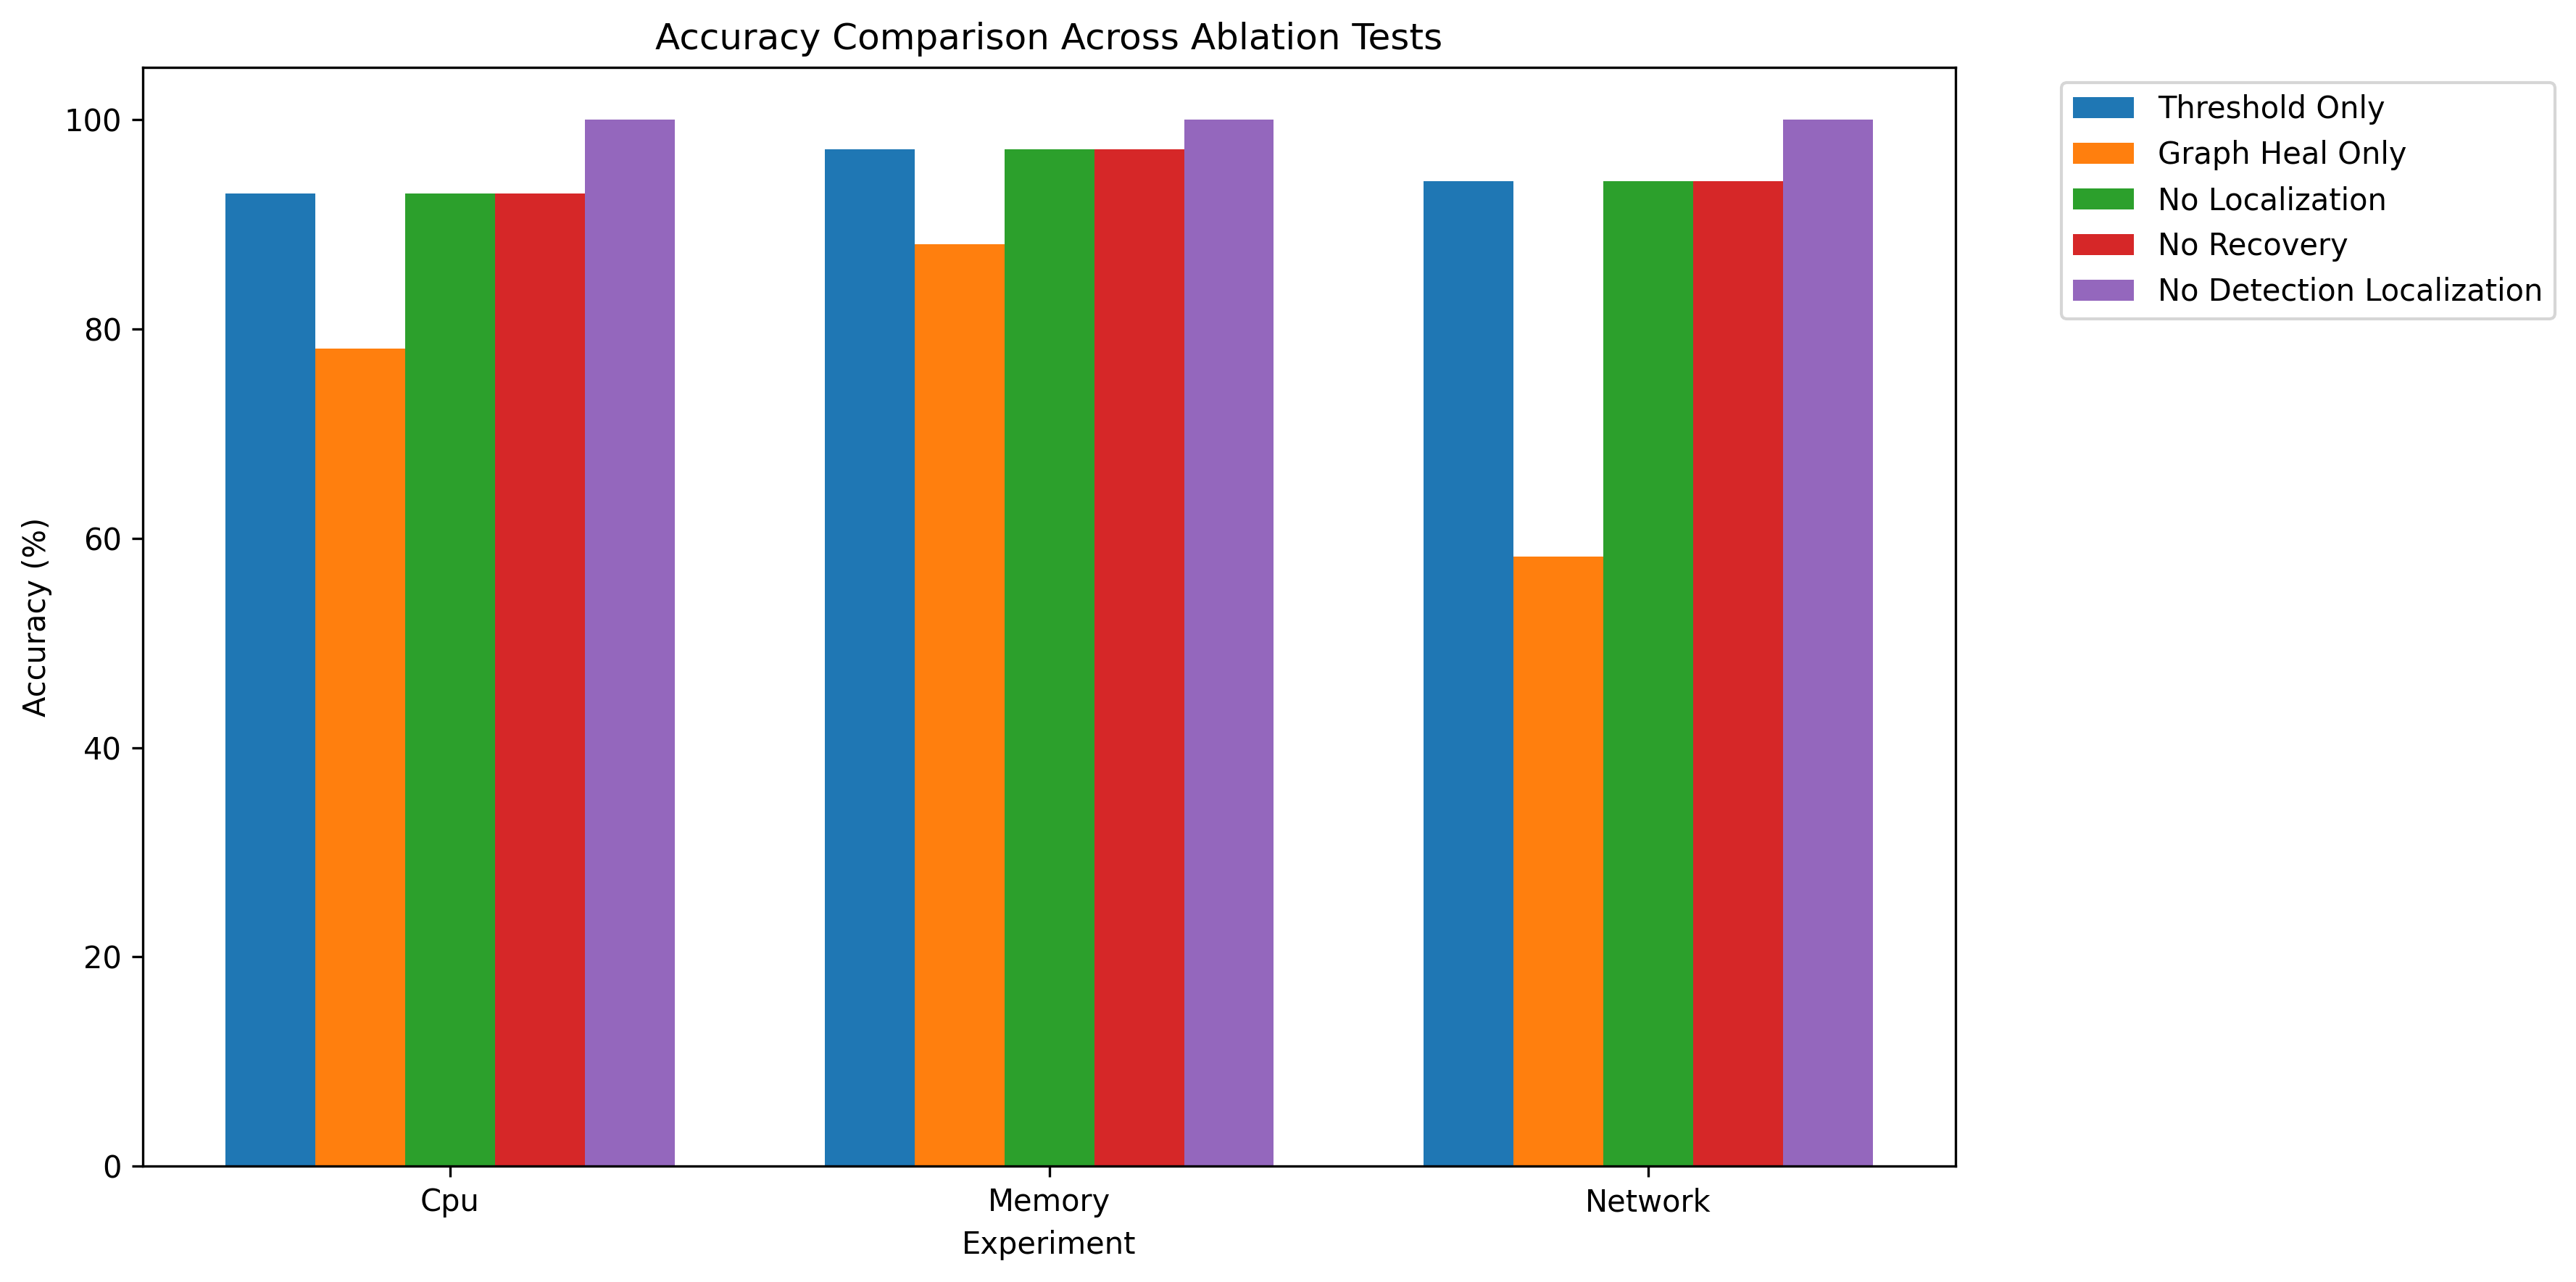 Accuracy Comparison Across Ablation Tests
100
80
60
40
20
0
Accuracy (%)
Cpu
Memory
Network
Experiment
Threshold Only
Graph Heal Only
No Localization
No Recovery
No Detection Localization